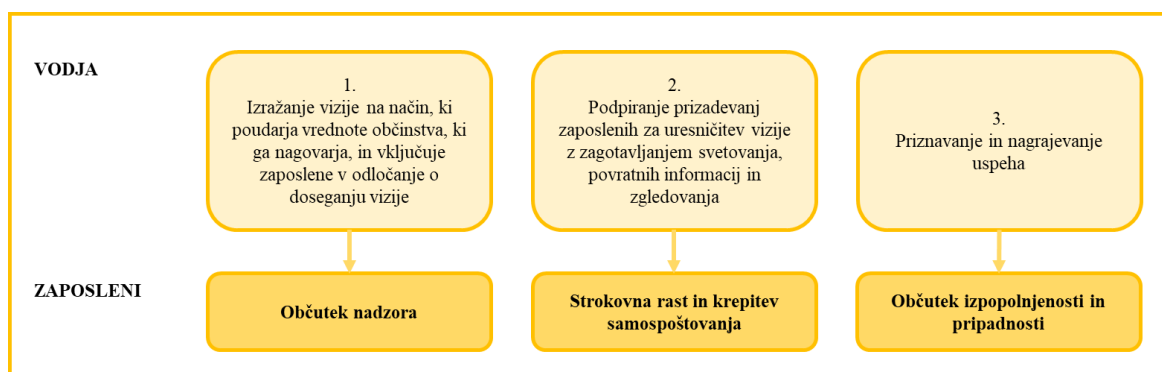 VODJA
1.
Izražanje vizije na način, ki
poudarja vrednote občinstva, ki
ga nagovarja, in vključuje
zaposlene v odločanje o
doseganju vizije
2.
Podpiranje prizadevanj
zaposlenih za uresničitev vizije
z zagotavljanjem svetovanja,
povratnih informacij in
zgledovanja
3.
Priznavanje in nagrajevanje
uspeha
ZAPOSLENI
Občutek nadzora
Strokovna rast in krepitev
samospoštovanja
Občutek izpopolnjenosti in
pripadnosti